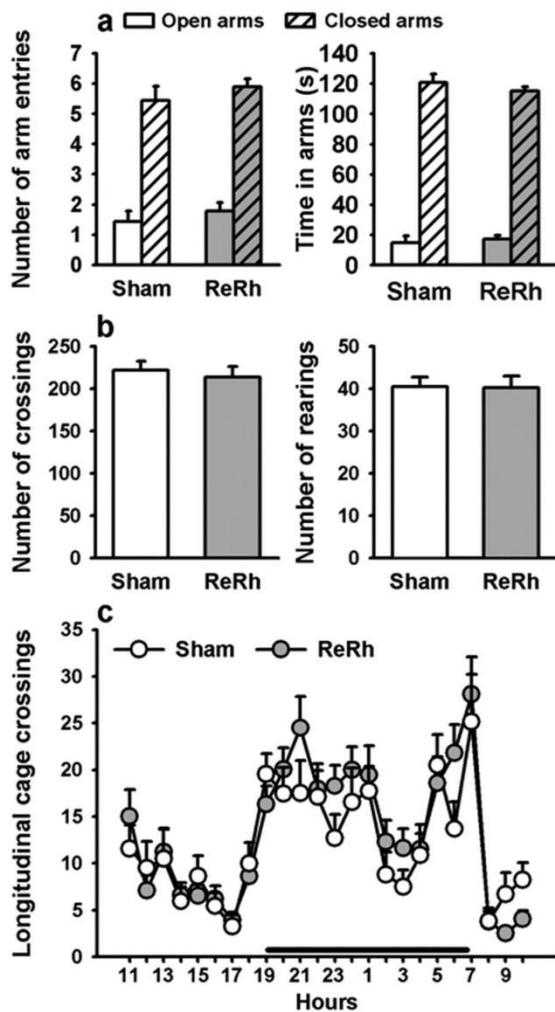 a Open arms Closed arms
Number of arm entries
6
5
4
3
2
1
0
Sham ReRh
Time in arms (s)
140
120
100
80
60
40
20
0
Sham ReRh
b
Number of crossings
250
200
150
100
50
0
Sham ReRh
Number of rearings
50
40
30
20
10
0
Sham ReRh
c
Sham ReRh
Longitudinal cage crossings
35
30
25
20
15
10
5
0
11 13 15 17 19 21 23 1 3 5 7 9
Hours